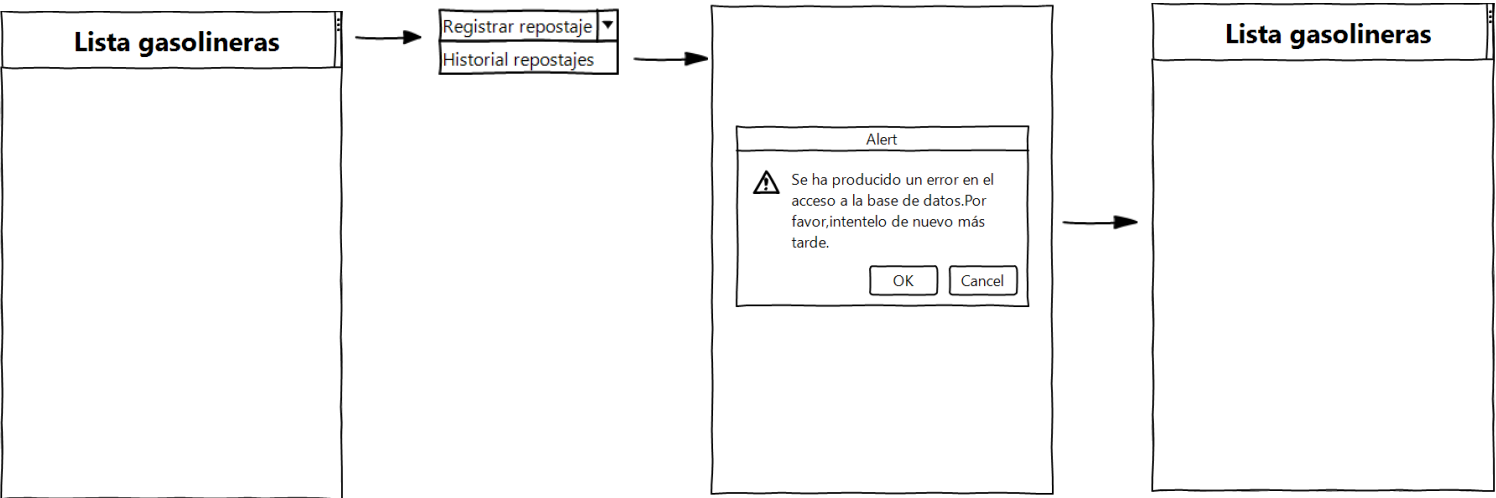 Lista gasolineras
Registrar repostaje
Historial repostajes
Alert
Se ha producido un error en el
acceso a la base de datos.Por
favor,intentelo de nuevo más
tarde.
OK
Cancel
Lista gasolineras